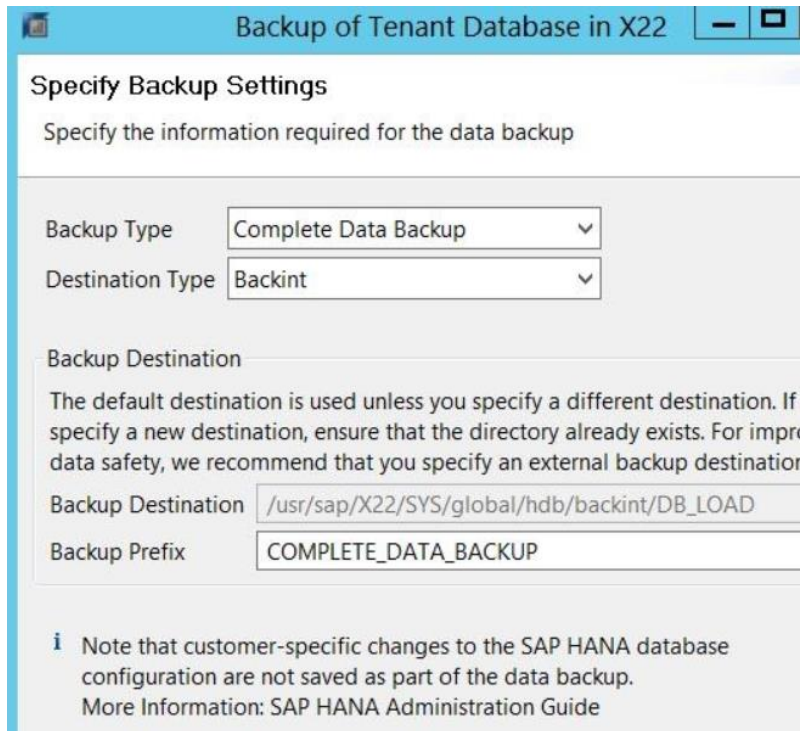 Backup of Tenant Database in X22
Specify Backup Settings
Specify the information required for the data backup
Backup Type Complete Data Backup
Destination Type Backint
Backup Destination
The default destination is used unless you specify a different destination. If
specify a new destination, ensure that the directory already exists. For impro
data safety, we recommend that you specify an external backup destination
Backup Destination /usr/sap/X22/SYS/global/hdb/backint/DB_LOAD
Backup Prefix COMPLETE_DATA_BACKUP
i Note that customer-specific changes to the SAP HANA database
configuration are not saved as part of the data backup.
More Information: SAP HANA Administration Guide